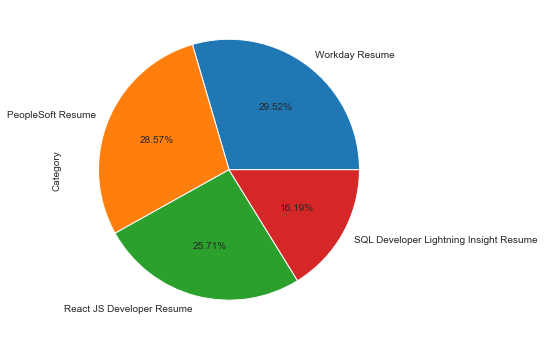 Workday Resume
29.52%
PeopleSoft Resume
28.57%
Category
16.19%
SQL Developer Lightning Insight Resume
25.71%
React JS Developer Resume